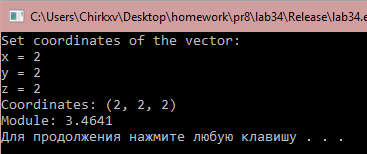 C:\Users\Chirkxv\Desktop\homework\pr8\lab34\Release\lab34.e
Set coordinates of the vector:
x = 2
y = 2
z = 2
Coordinates: (2, 2, 2)
Module: 3.4641
Для продолжения нажмите любую клавишу . . .